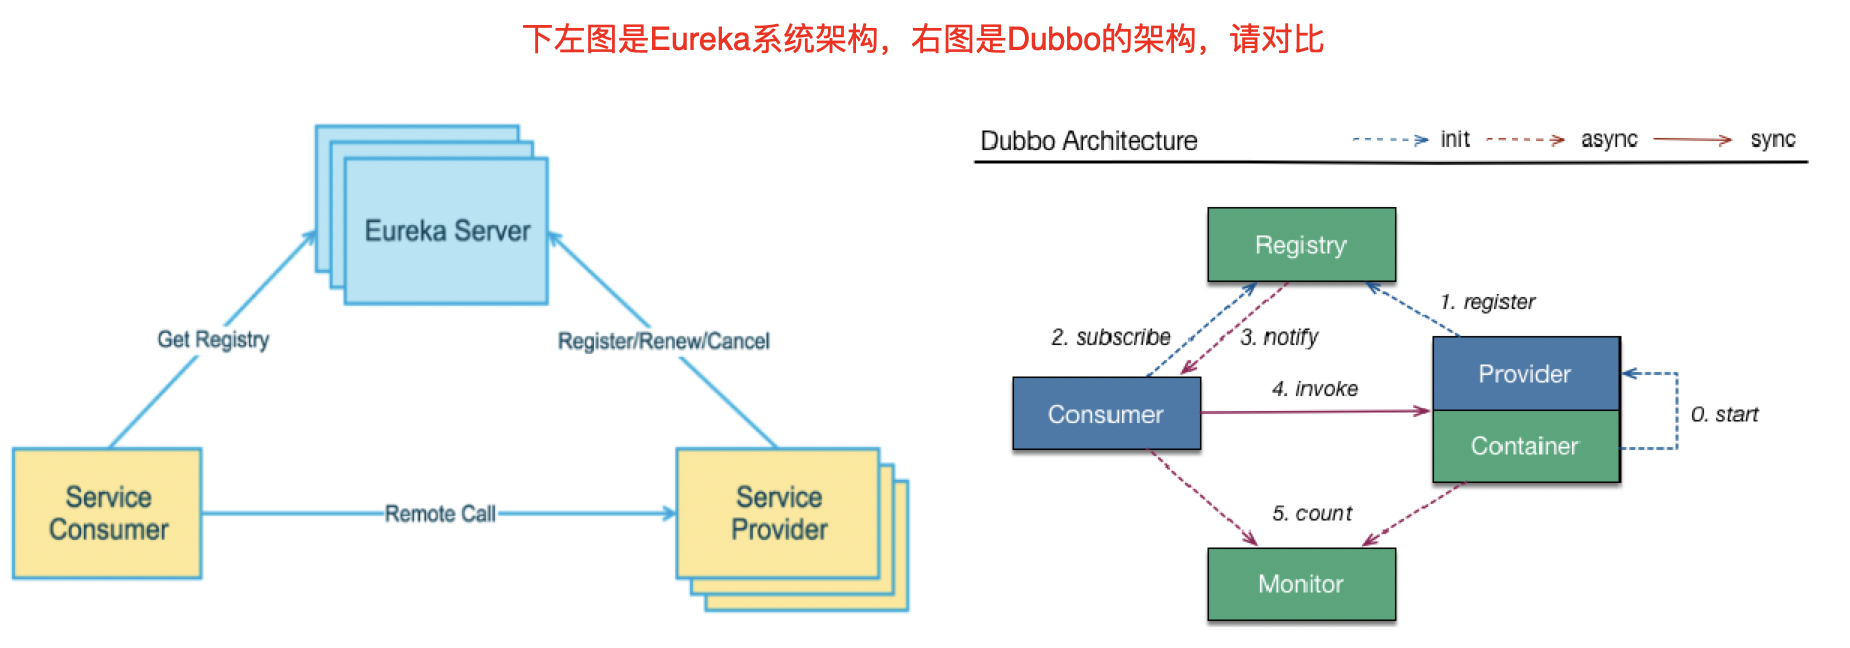 下左图是Eureka系统架构，右图是Dubbo的架构，请对比
Eureka Server
Get Registry
Register/Renew/Cancel
Service
Consumer
Remote Call
Service
Provider
Dubbo Architecture
init
async
sync
Registry
1. register
2. subscribe
3. notify
Provider
4. invoke
Consumer
0. start
Container
5. count
Monitor